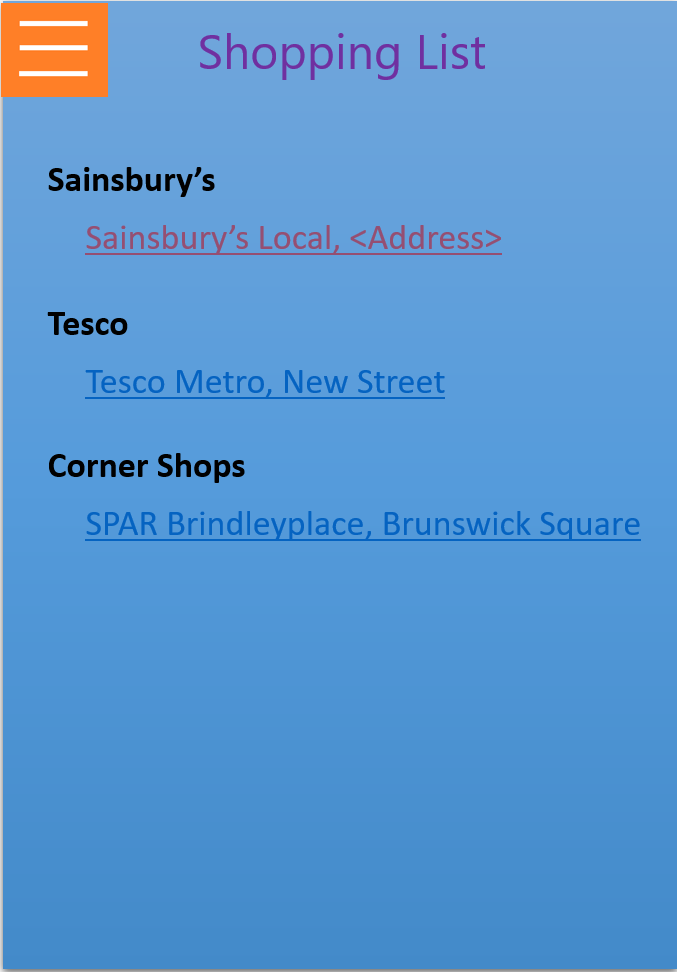 Shopping List
Sainsbury’s
Sainsbury’s Local, <Address>
Tesco
Tesco Metro, New Street
Corner Shops
SPAR Brindleyplace, Brunswick Square